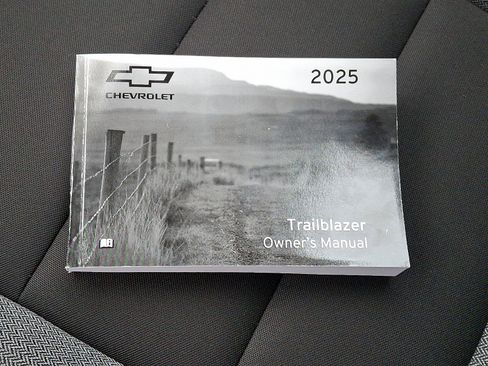 2025
CHEVROLET
Trailblazer
Owner's Manual